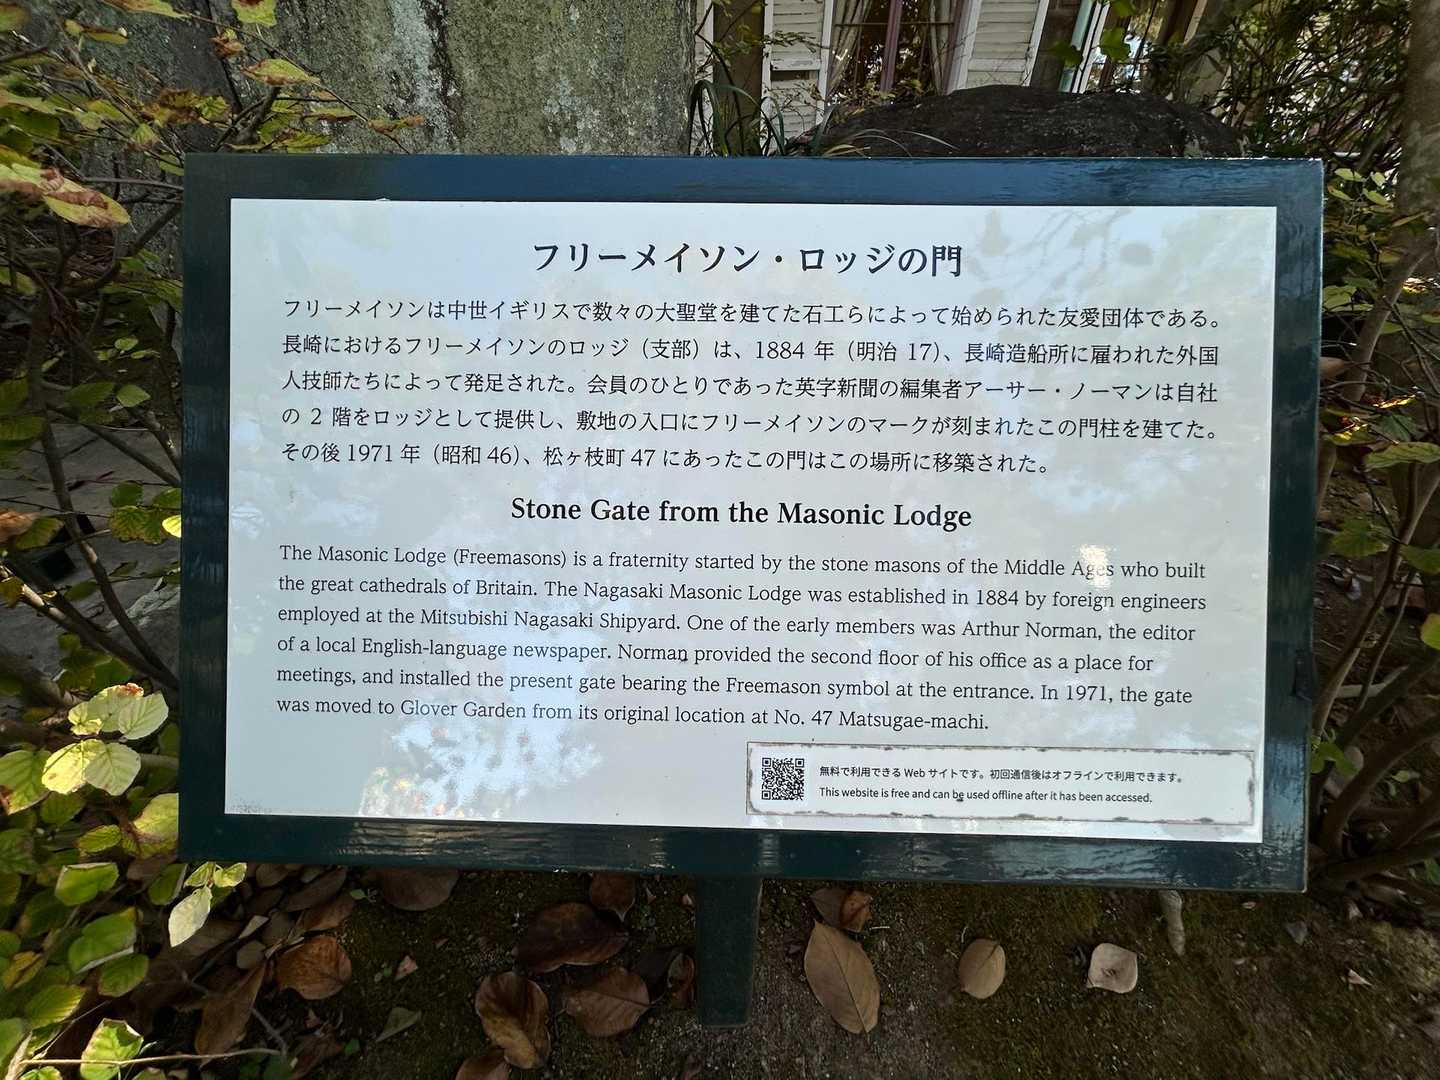 フリーメイソン・ロッジの門
フリーメイソンは中世イギリスで数々の大聖堂を建てた石工らによって始められた友愛団体である。
長崎におけるフリーメイソンのロッジ（支部）は、1884 年（明治 17）、長崎造船所に雇われた外国
人技師たちによって発足された。会員のひとりであった英字新聞の編集者アーサー・ノーマンは自社
の 2 階をロッジとして提供し、敷地の入口にフリーメイソンのマークが刻まれたこの門柱を建てた。
その後 1971 年（昭和 46）、松ヶ枝町 47 にあったこの門はこの場所に移築された。
Stone Gate from the Masonic Lodge
The Masonic Lodge (Freemasons) is a fraternity started by the stone masons of the Middle Ages who built
the great cathedrals of Britain. The Nagasaki Masonic Lodge was established in 1884 by foreign engineers
employed at the Mitsubishi Nagasaki Shipyard. One of the early members was Arthur Norman, the editor
of a local English-language newspaper. Norman provided the second floor of his office as a place for
meetings, and installed the present gate bearing the Freemason symbol at the entrance. In 1971, the gate
was moved to Glover Garden from its original location at No. 47 Matsugae-machi.
無料で利用できる Web サイトです。初回通信後はオフラインで利用できます。
This website is free and can be used offline after it has been accessed.